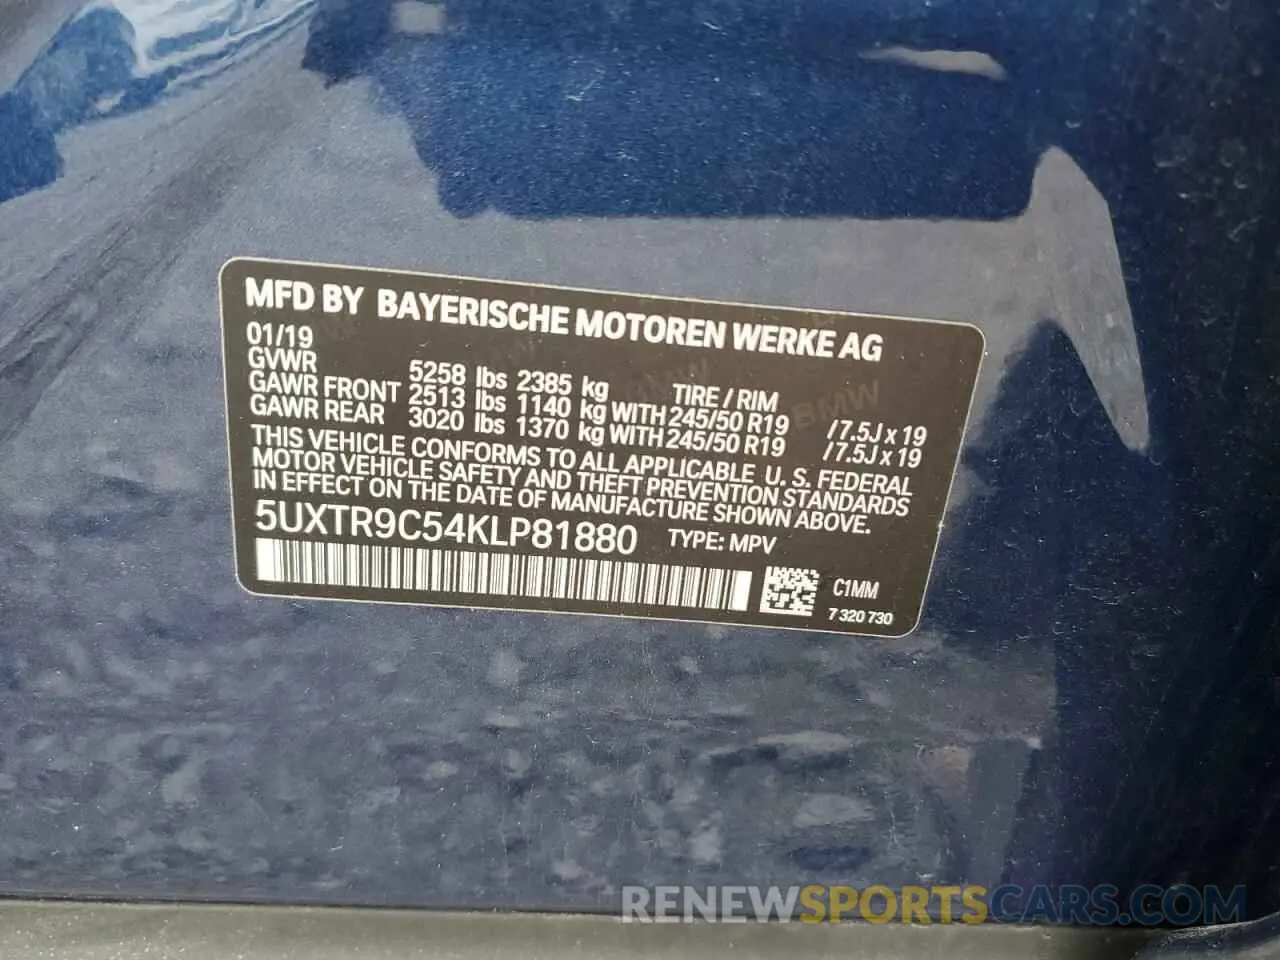 MFD BY BAYERISCHE MOTOREN WERKE AG
01/19
GVWR 5258 lbs 2385 kg TIRE / RIM
GAWR FRONT 2513 lbs 1140 kg WITH 245/50 R19 / 7.5J x 19
GAWR REAR 3020 lbs 1370 kg WITH 245/50 R19 / 7.5J x 19
THIS VEHICLE CONFORMS TO ALL APPLICABLE U. S. FEDERAL
MOTOR VEHICLE SAFETY AND THEFT PREVENTION STANDARDS
IN EFFECT ON THE DATE OF MANUFACTURE SHOWN ABOVE.
5UXTR9C54KLP81880 TYPE: MPV
C1MM
7 320 730
RENEWSPORTSCARS.COM